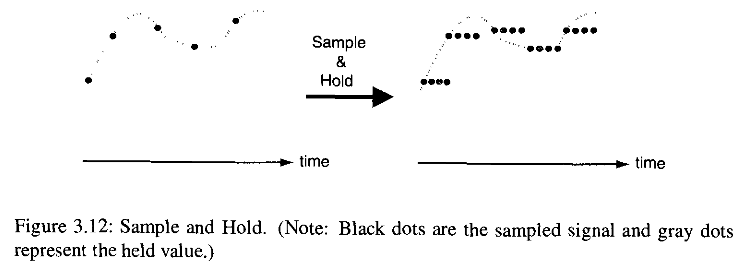 Sample
&
Hold
time
time
Figure 3.12: Sample and Hold. (Note: Black dots are the sampled signal and gray dots
represent the held value.)